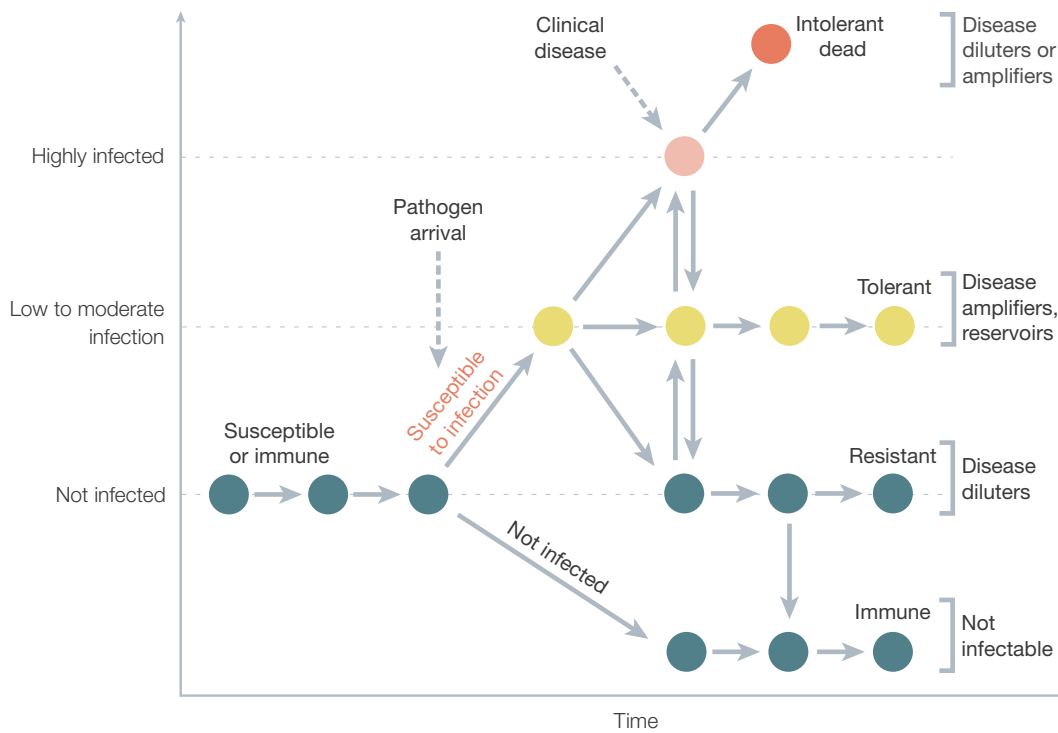 Clinical
disease
Intolerant
dead
Disease
diluters or
amplifiers
Highly infected
Pathogen
arrival
Low to moderate
infection
Tolerant
Disease
amplifiers,
reservoirs
Susceptible
to infection
Susceptible
or immune
Not infected
Resistant
Disease
diluters
Not infected
Immune
Not
infectable
Time